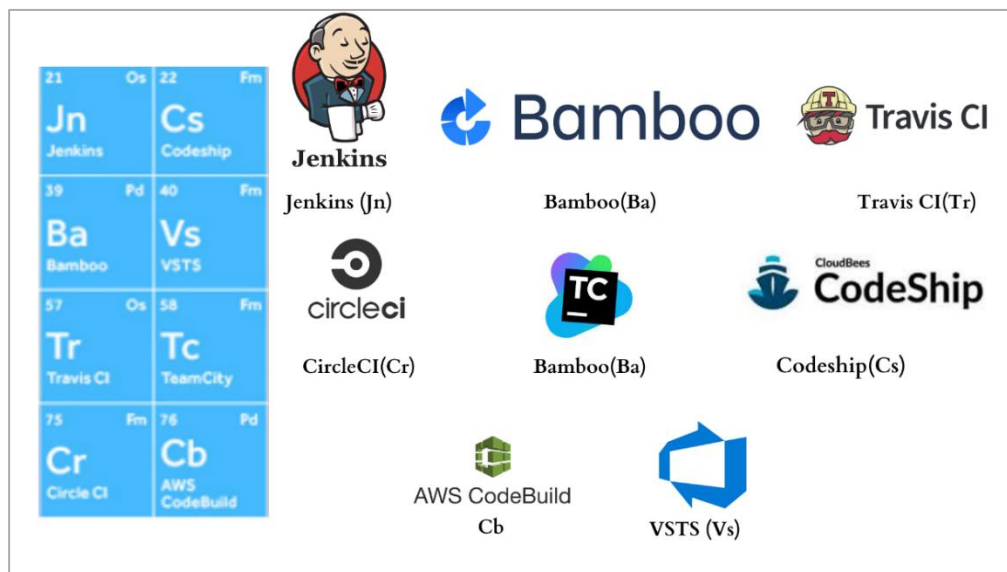 21 Os 22 Fm
Jn Cs
Jenkins Codeship
39 Pd 40 Fm
Ba Vs
Bamboo VSTS
57 Os 58 Fm
Tr Tc
Travis CI TeamCity
75 Fm 76 Pd
Cr Cb
Circle CI AWS
CodeBuild
Jenkins
Bamboo
T
Travis CI
Jenkins (Jn)
Bamboo(Ba)
Travis CI(Tr)
circleci
TC
CloudBees
CodeShip
CircleCI(Cr)
Bamboo(Ba)
Codeship(Cs)
AWS CodeBuild
Cb
VSTS (Vs)